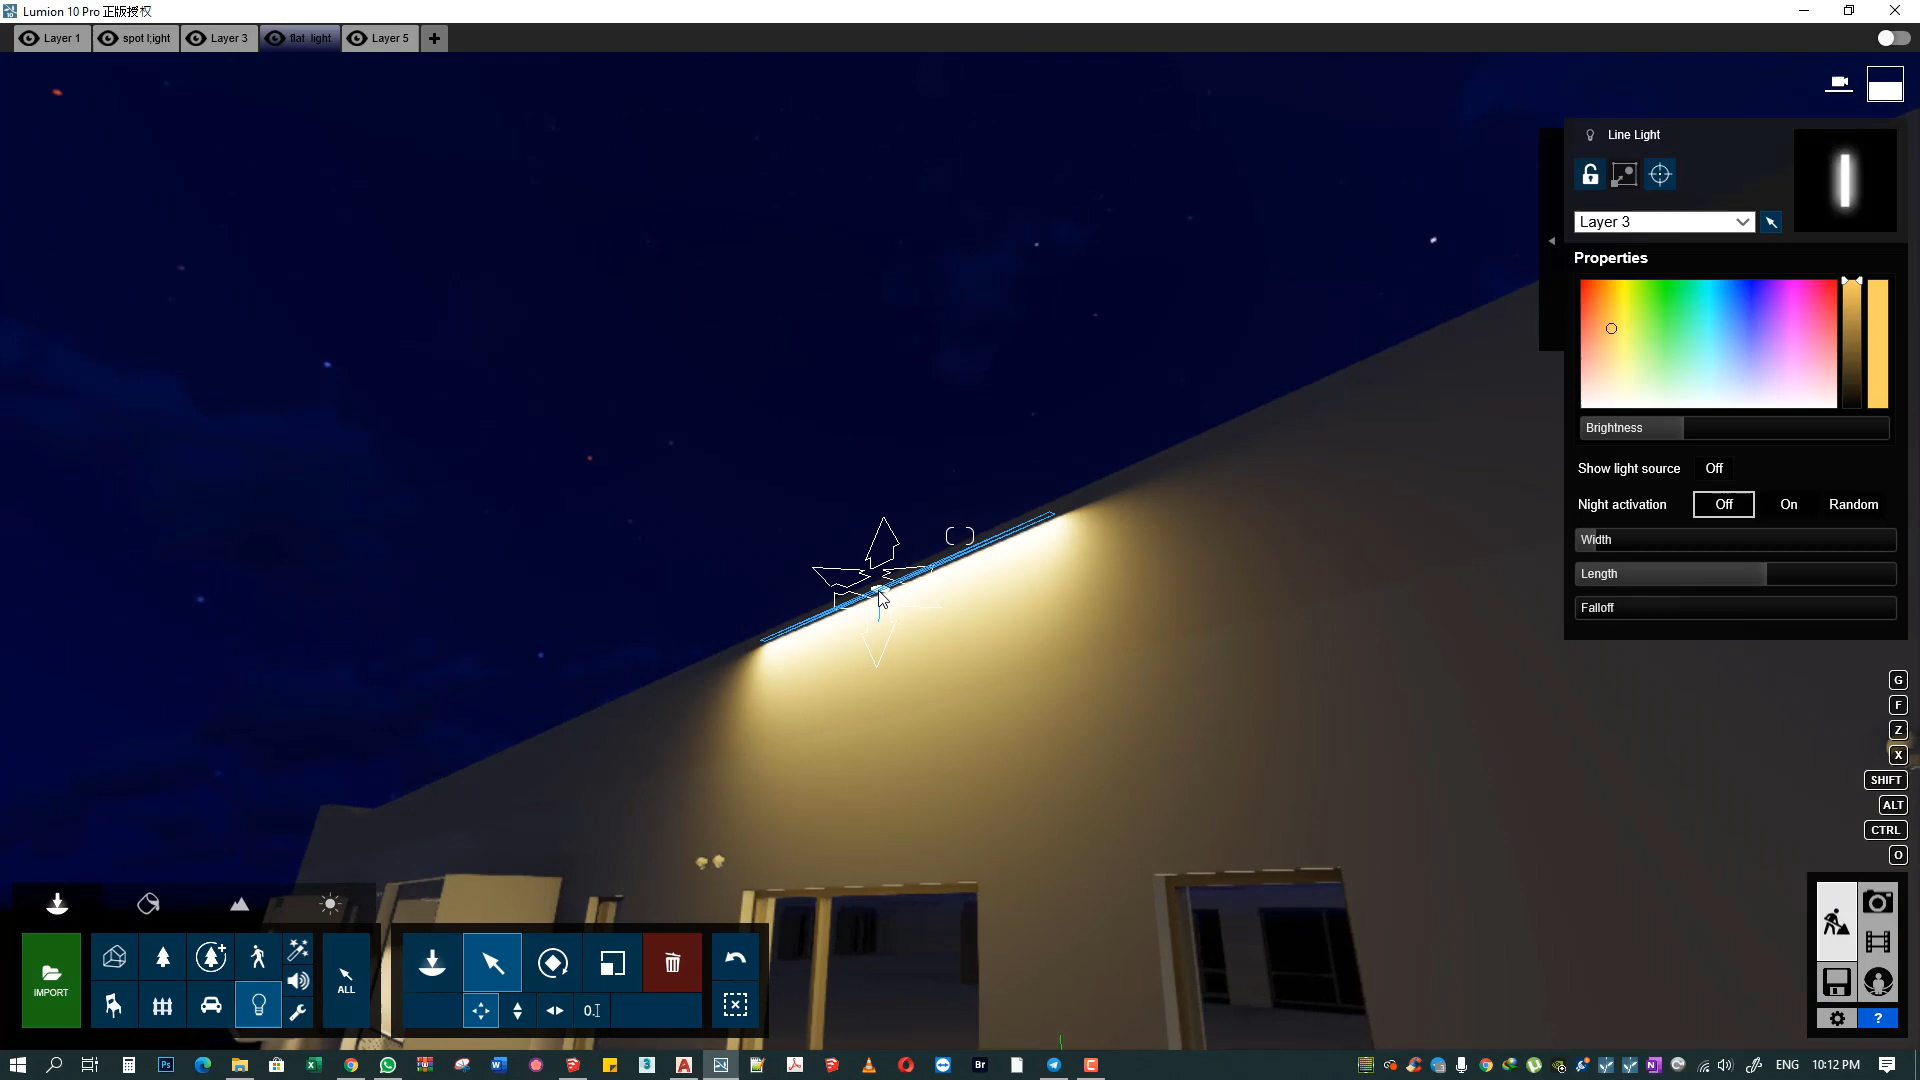 Lumion 10 Pro 正版授权
Layer 1
spot l;ight
Layer 3
flat light
Layer 5
Line Light
Layer 3
Properties
Brightness
Show light source Off
Night activation Off On Random
Width
Length
Falloff
G
F
Z
X
SHIFT
ALT
CTRL
O
IMPORT
ALL
?
ENG
10:12 PM